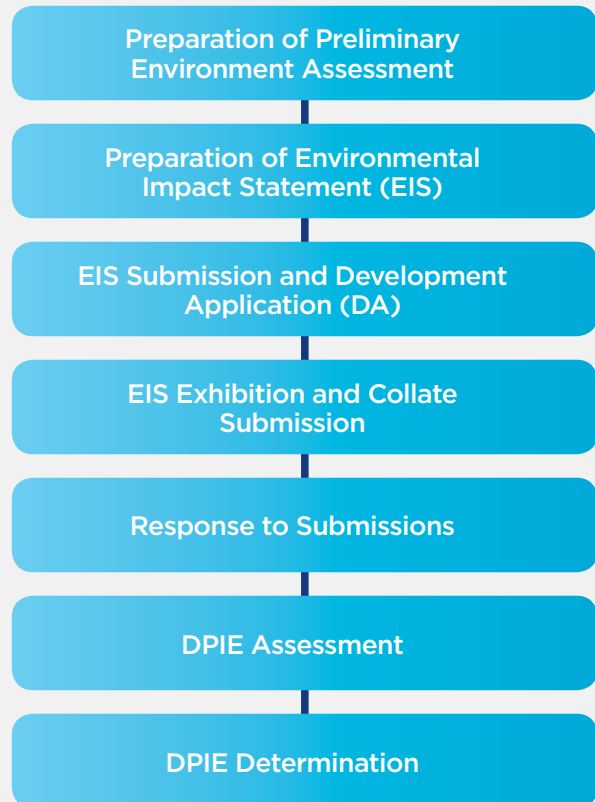 Preparation of Preliminary
Environment Assessment
Preparation of Environmental
Impact Statement (EIS)
EIS Submission and Development
Application (DA)
EIS Exhibition and Collate
Submission
Response to Submissions
DPIE Assessment
DPIE Determination